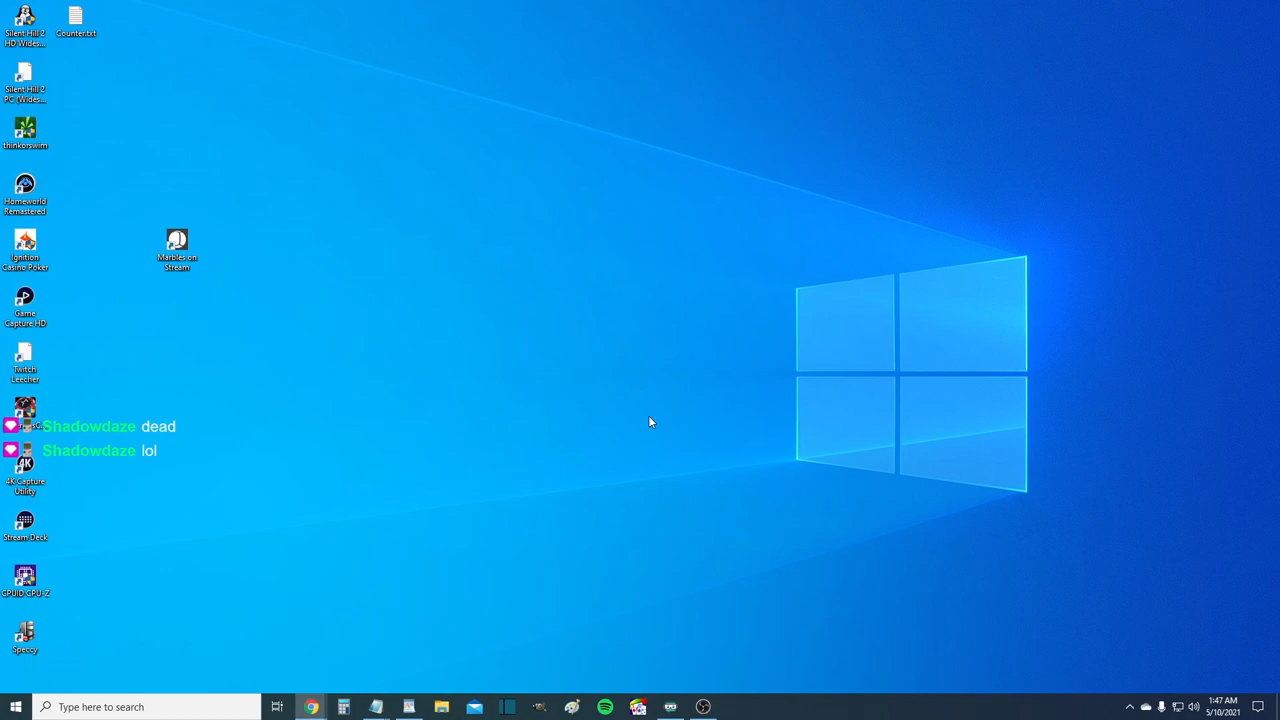 Silent Hill 2
HD Wides...
Counter.txt
Silent Hill 2
PC (Wides...
thinkorswim
Homeworld
Remastered
Ignition
Casino Poker
Marbles on
Stream
Game
Capture HD
Twitch
Leecher
Shadowdaze dead
Shadowdaze lol
4K
4K Capture
Utility
Stream Deck
CPUID CPU-Z
Speccy
Type here to search
1:47 AM
5/10/2021